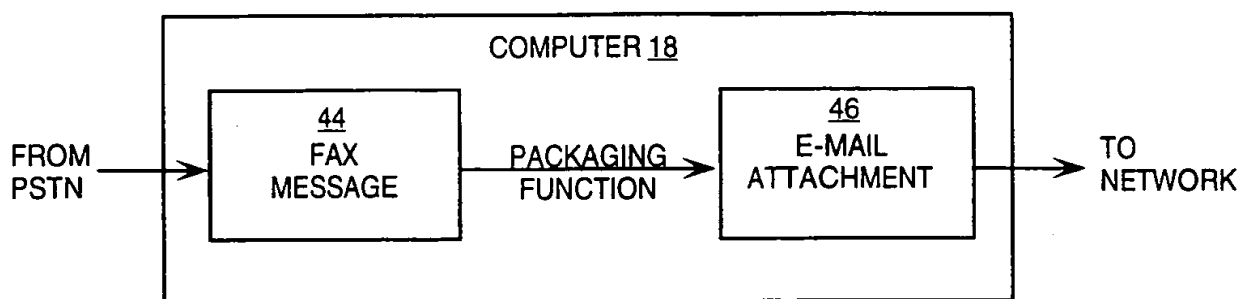 COMPUTER 18
FROM
PSTN
44
FAX
MESSAGE
PACKAGING
FUNCTION
46
E-MAIL
ATTACHMENT
TO
NETWORK